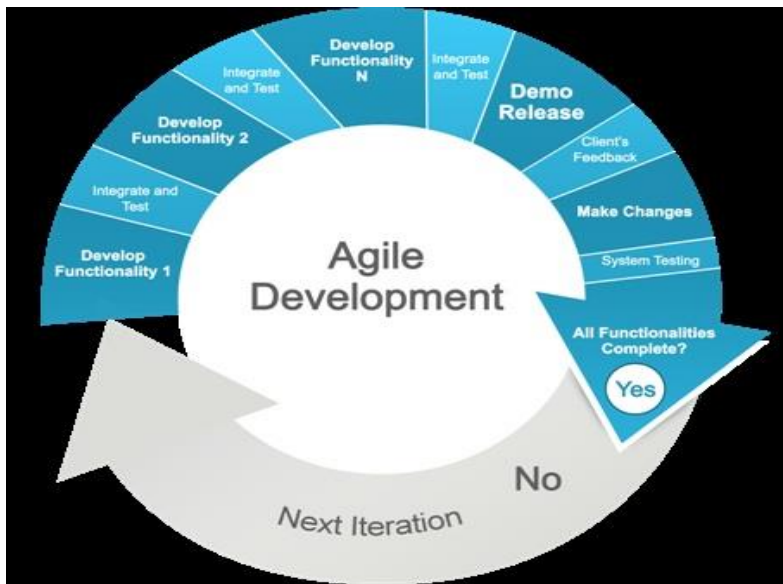 Develop
Functionality 1
Integrate and
Test
Develop
Functionality 2
Integrate
and Test
Develop
Functionality
N
Integrate
and Test
Demo
Release
Client's
Feedback
Make Changes
System Testing
All Functionalities
Complete?
Yes
No
Next Iteration
Agile
Development